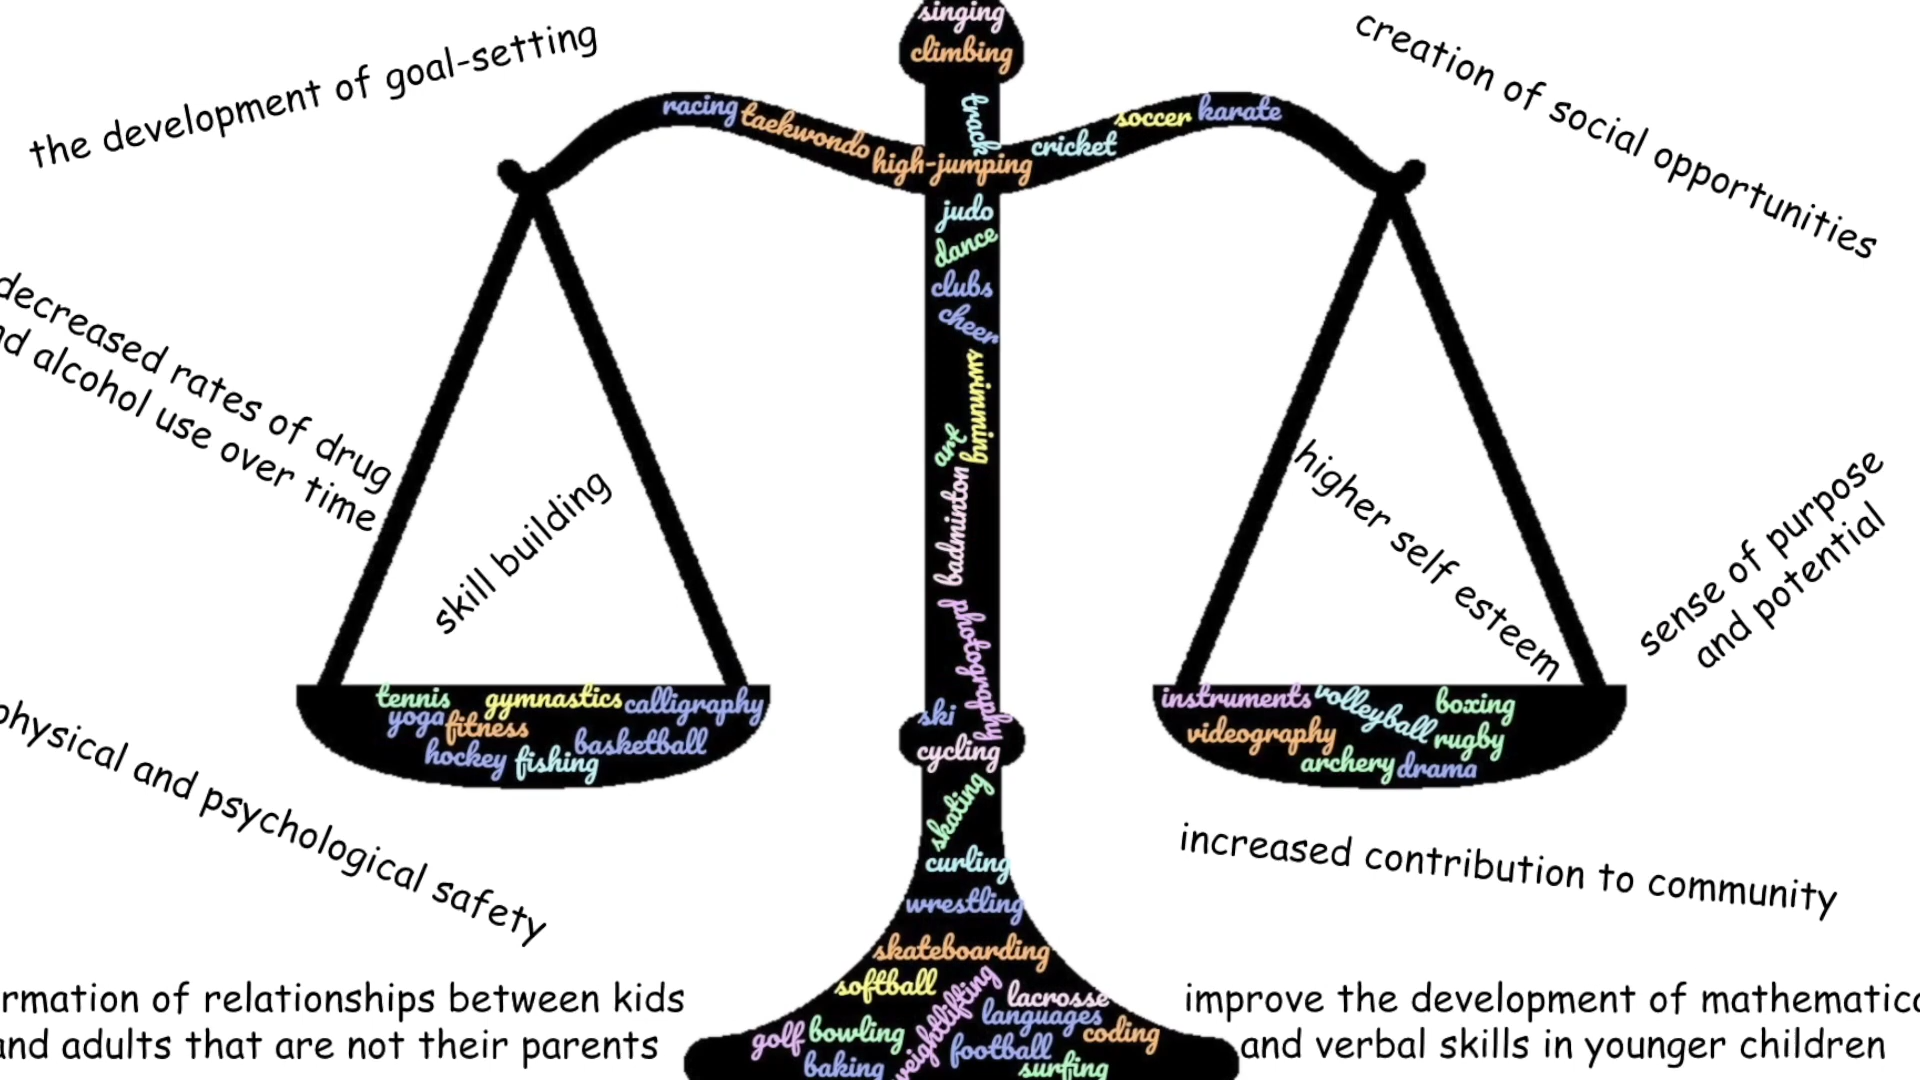 singing
climbing
the development of goal-setting
creation of social opportunities
racing
taekwondo
high-jumping
track
cricket
soccer
karate
judo
dance
clubs
cheer
swimming
art
badminton
photography
decreased rates of drug
alcohol use over time
skill building
higher self esteem
sense of purpose
and potential
tennis
gymnastics
calligraphy
yoga
fitness
hockey
fishing
basketball
ski
cycling
instruments
volleyball
boxing
videography
rugby
archery
drama
physical and psychological safety
skating
curling
wrestling
increased contribution to community
skateboarding
softball
weightlifting
lacrosse
languages
golf
bowling
football
coding
baking
surfing
of relationships between kids
and adults that are not their parents
improve the development of
and verbal skills in younger children